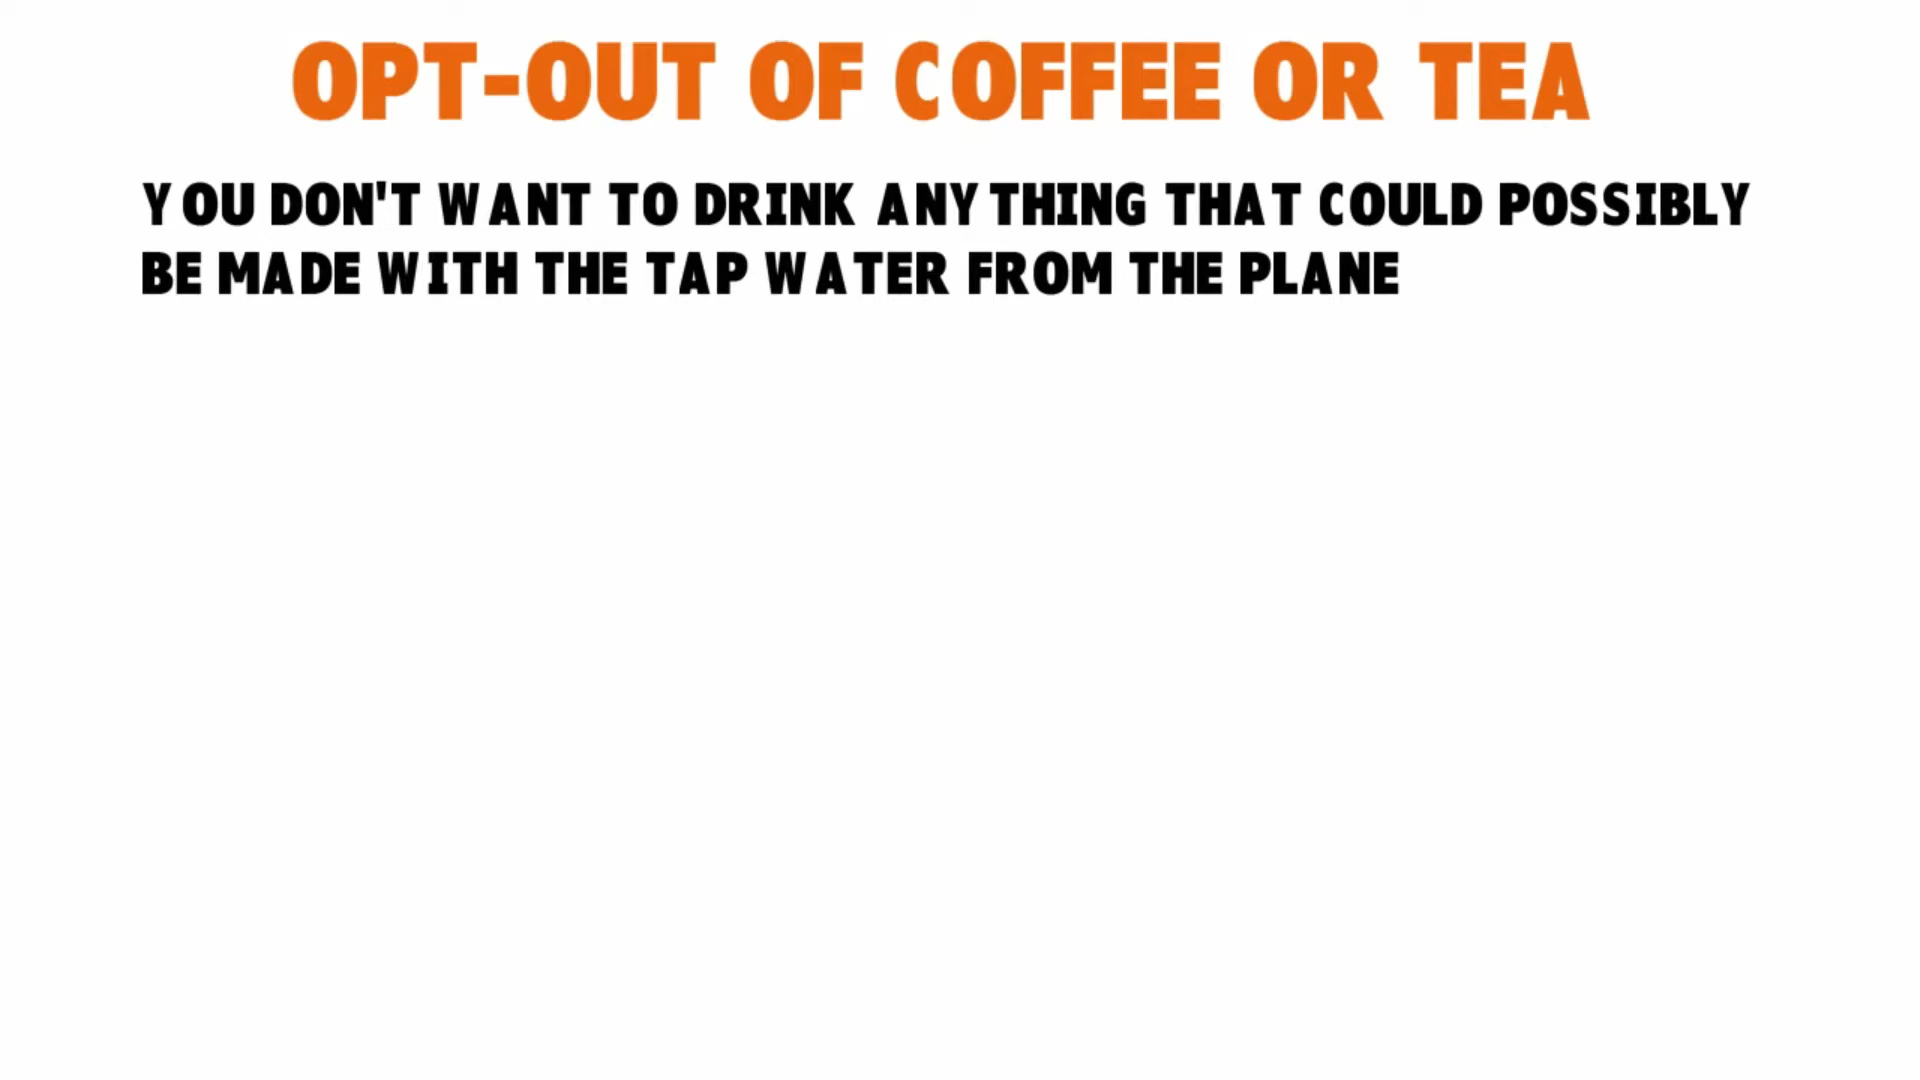 OPT-OUT OF COFFEE OR TEA
YOU DON'T WANT TO DRINK ANYTHING THAT COULD POSSIBLY
BE MADE WITH THE TAP WATER FROM THE PLANE